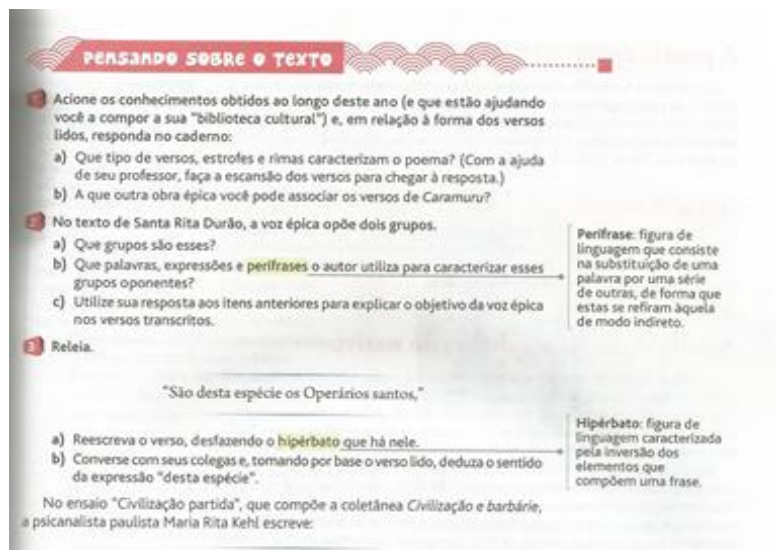 PENSANDO SOBRE O TEXTO
1 Acione os conhecimentos obtidos ao longo deste ano (e que estão ajudando
você a compor a sua "biblioteca cultural") e, em relação à forma dos versos
lidos, responda no caderno:
a) Que tipo de versos, estrofes e rimas caracterizam o poema? (Com a ajuda
de seu professor, faça a escansão dos versos para chegar à resposta.)
b) A que outra obra épica você pode associar os versos de Caramuru?
2 No texto de Santa Rita Durão, a voz épica opõe dois grupos.
a) Que grupos são esses?
b) Que palavras, expressões e perífrases o autor utiliza para caracterizar esses
grupos oponentes?
c) Utilize sua resposta aos itens anteriores para explicar o objetivo da voz épica
nos versos transcritos.
Perífrase: figura de
linguagem que consiste
na substituição de uma
palavra por uma série
de outras, de forma que
estas se refiram àquela
de modo indireto.
3 Releia.
"São desta espécie os Operários santos,"
a) Reescreva o verso, desfazendo o hipérbato que há nele.
b) Converse com seus colegas e, tomando por base o verso lido, deduza o sentido
da expressão "desta espécie".
Hipérbato: figura de
linguagem caracterizada
pela inversão dos
elementos que
compõem uma frase.
No ensaio "Civilização partida", que compõe a coletânea Civilização e barbárie,
a psicanalista paulista Maria Rita Kehl escreve: